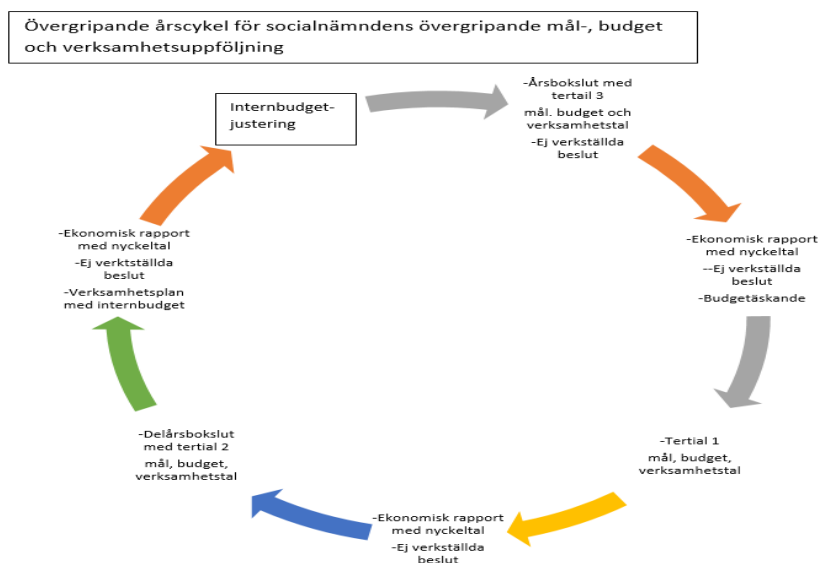 Övergripande årscykel för socialnämndens övergripande mål-, budget
och verksamhetsuppföljning
Internbudget-
justering
-Årsbokslut med
tertail 3
mål. budget och
verksamhetstal
-Ej verkställda
beslut
-Ekonomisk rapport
med nyckeltal
--Ej verkställda
beslut
-Budgetäskande
-Tertial 1
mål, budget,
verksamhetstal
-Ekonomisk rapport
med nyckeltal
-Ej verkställda
beslut
-Delårsbokslut
med tertial 2
mål, budget,
verksamhetstal
-Ekonomisk rapport
med nyckeltal
-Ej verktställda
beslut
-Verksamhetsplan
med internbudget